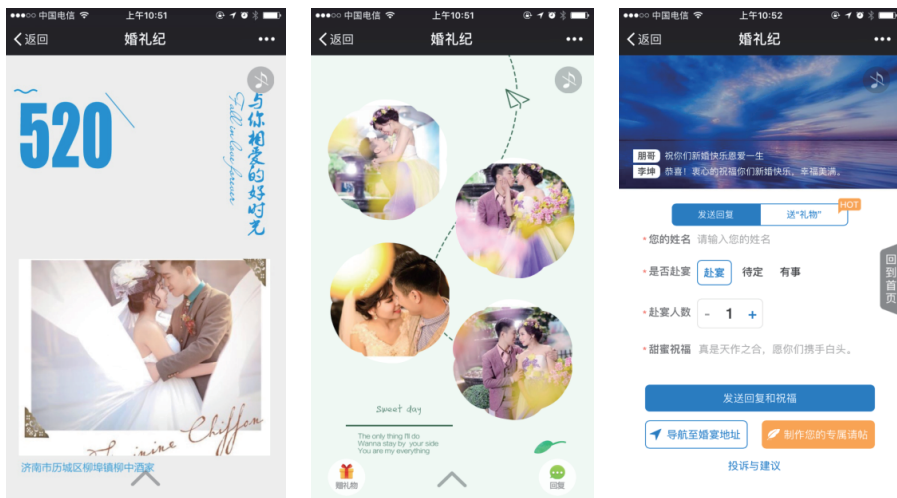 中国电信 上午10:51
返回 婚礼纪
520
与你相爱的好时光
Fall in love forever
Chiffon
济南市历城区柳埠镇柳中酒家
中国电信 上午10:51
返回 婚礼纪
Sweet day
The only thing I'll do
Wanna stay by your side
You are my everything
婚礼物
回复
中国电信 上午10:52
返回 婚礼纪
朋哥 祝你们新婚快乐恩爱一生
李坤 恭喜！衷心的祝福你们新婚快乐，幸福美满。
发送回复 送“礼物” HOT
*您的姓名 请输入您的姓名
*是否赴宴 赴宴 待定 有事
*赴宴人数 - 1 +
*甜蜜祝福 真是天作之合，愿你们携手白头。
回到首页
发送回复和祝福
导航至婚宴地址 制作您的专属请帖
投诉与建议